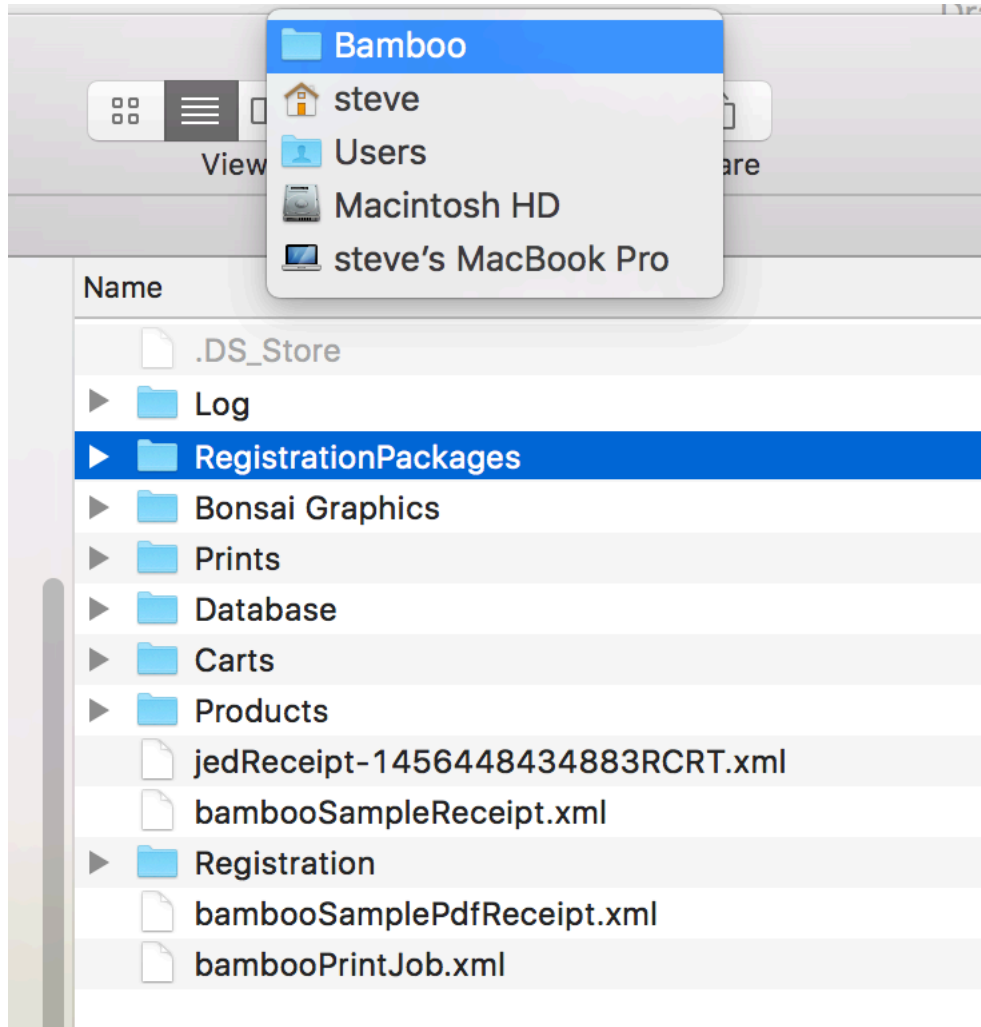 Bamboo
steve
Users
Macintosh HD
steve’s MacBook Pro
View
are
Name
.DS_Store
Log
RegistrationPackages
Bonsai Graphics
Prints
Database
Carts
Products
jedReceipt-1456448434883RCRT.xml
bambooSampleReceipt.xml
Registration
bambooSamplePdfReceipt.xml
bambooPrintJob.xml